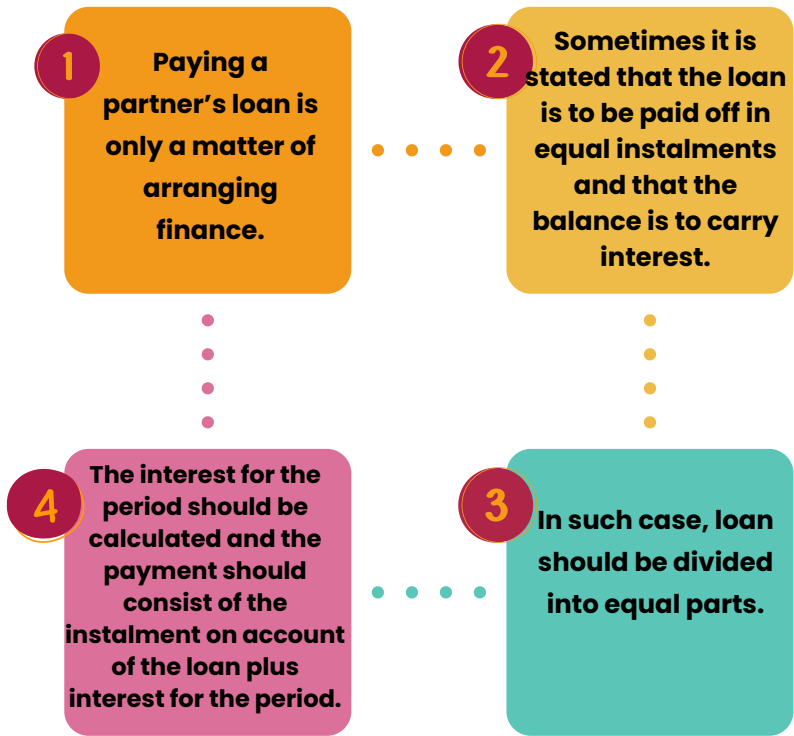 1
Paying a
partner's loan is
only a matter of
arranging
finance.
2
Sometimes it is
stated that the loan
is to be paid off in
equal instalments
and that the
balance is to carry
interest.
3
In such case, loan
should be divided
into equal parts.
4
The interest for the
period should be
calculated and the
payment should
consist of the
instalment on account
of the loan plus
interest for the period.